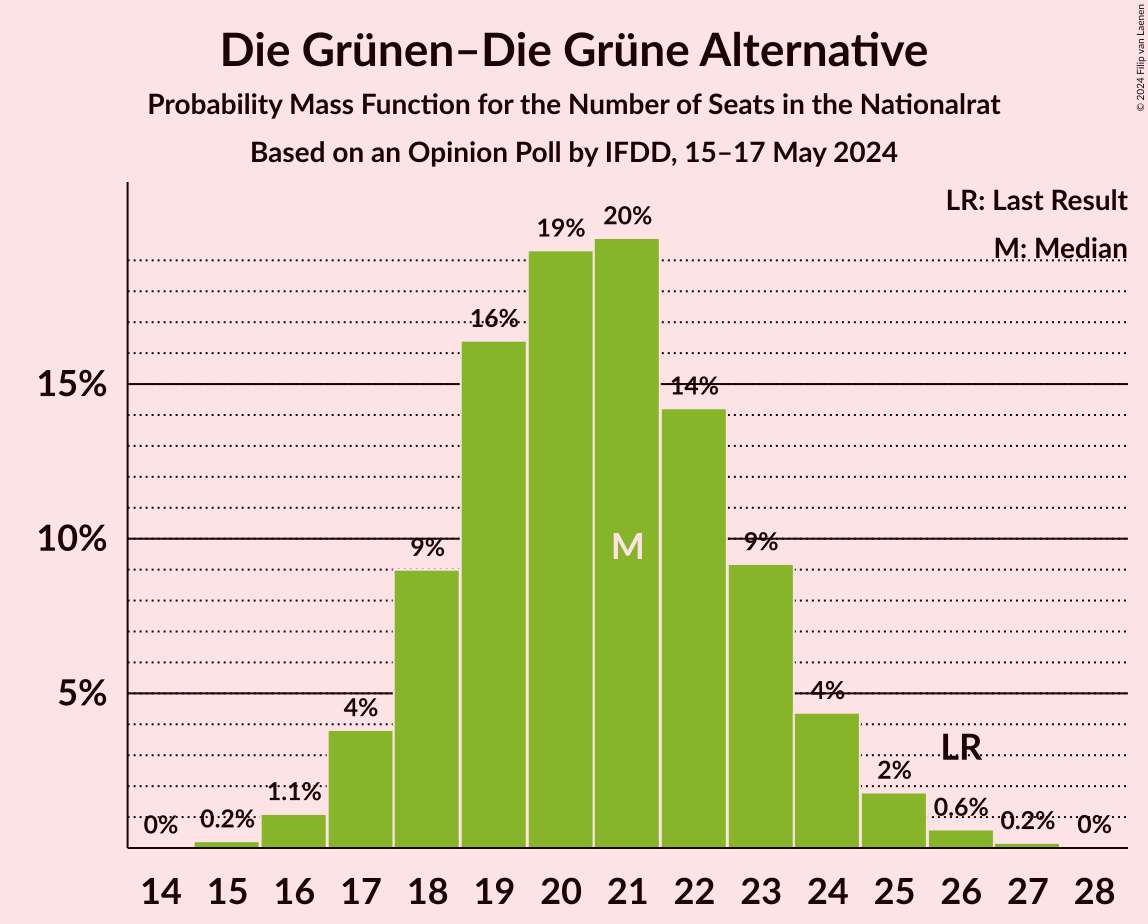 Die Grünen–Die Grüne Alternative
Probability Mass Function for the Number of Seats in the Nationalrat
Based on an Opinion Poll by IFDD, 15–17 May 2024
© 2024 Filip van Laenen
LR: Last Result
M: Median
20%
19%
16%
15%
14%
10%
9%
M
9%
5%
4%
4%
LR
2%
1.1%
0.6%
0%
0.2%
0.2%
0%
14 15 16 17 18 19 20 21 22 23 24 25 26 27 28